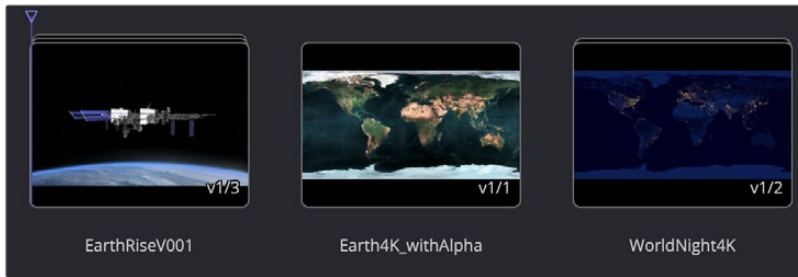 v1/3
v1/1
v1/2
EarthRiseV001
Earth4K_withAlpha
WorldNight4K